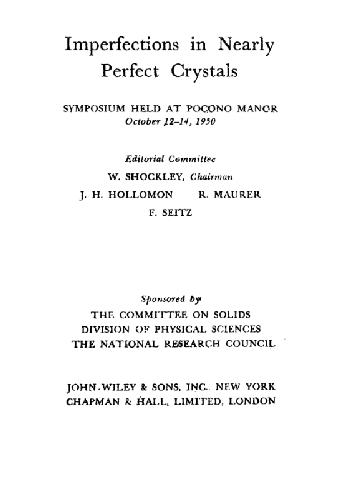 Imperfections in Nearly
Perfect Crystals
SYMPOSIUM HELD AT POCONO MANOR
October 12-14, 1950
Editorial Committee
W. SHOCKLEY, Chairman
J. H. HOLLOMON R. MAURER
F. SEITZ
Sponsored by
THE COMMITTEE ON SOLIDS
DIVISION OF PHYSICAL SCIENCES
THE NATIONAL RESEARCH COUNCIL
JOHN WILEY & SONS, INC. NEW YORK
CHAPMAN & HALL, LIMITED, LONDON